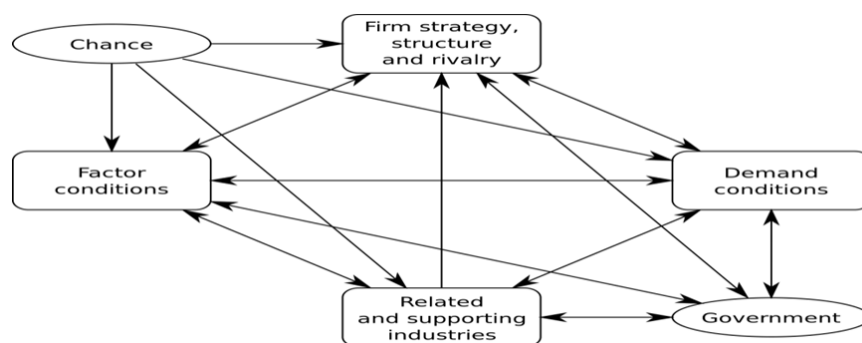 Chance
Firm strategy,
structure
and rivalry
Factor
conditions
Demand
conditions
Related
and supporting
industries
Government